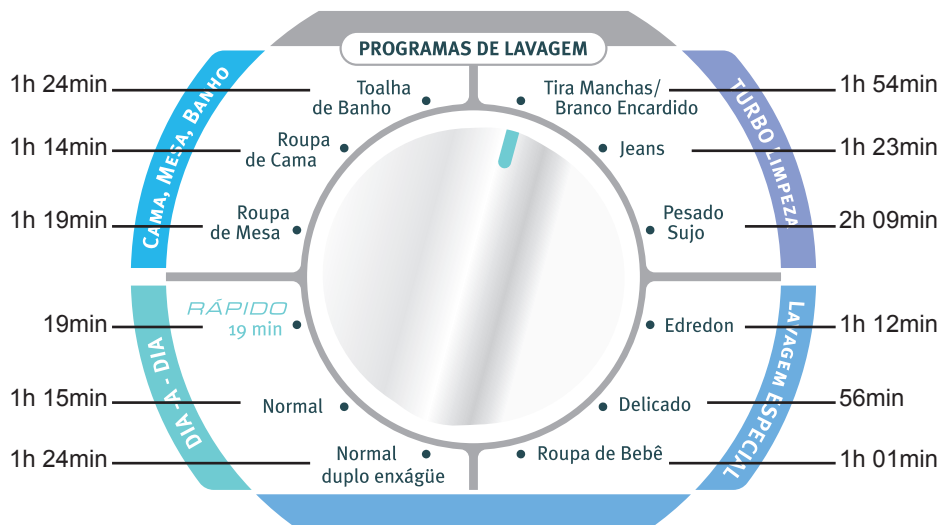 PROGRAMAS DE LAVAGEM
CAMA, MESA, BANHO
1h 24min
Toalha
de Banho
1h 14min
Roupa
de Cama
1h 19min
Roupa
de Mesa
TURBO LIMPEZA
Tira Manchas/
Branco Encardido
1h 54min
Jeans
1h 23min
Pesado
Sujo
2h 09min
DIA - A - DIA
19min
RÁPIDO
19 min
1h 15min
Normal
1h 24min
Normal
duplo enxágüe
LAVAGEM ESPECIAL
Edredon
1h 12min
Delicado
56min
Roupa de Bebê
1h 01min